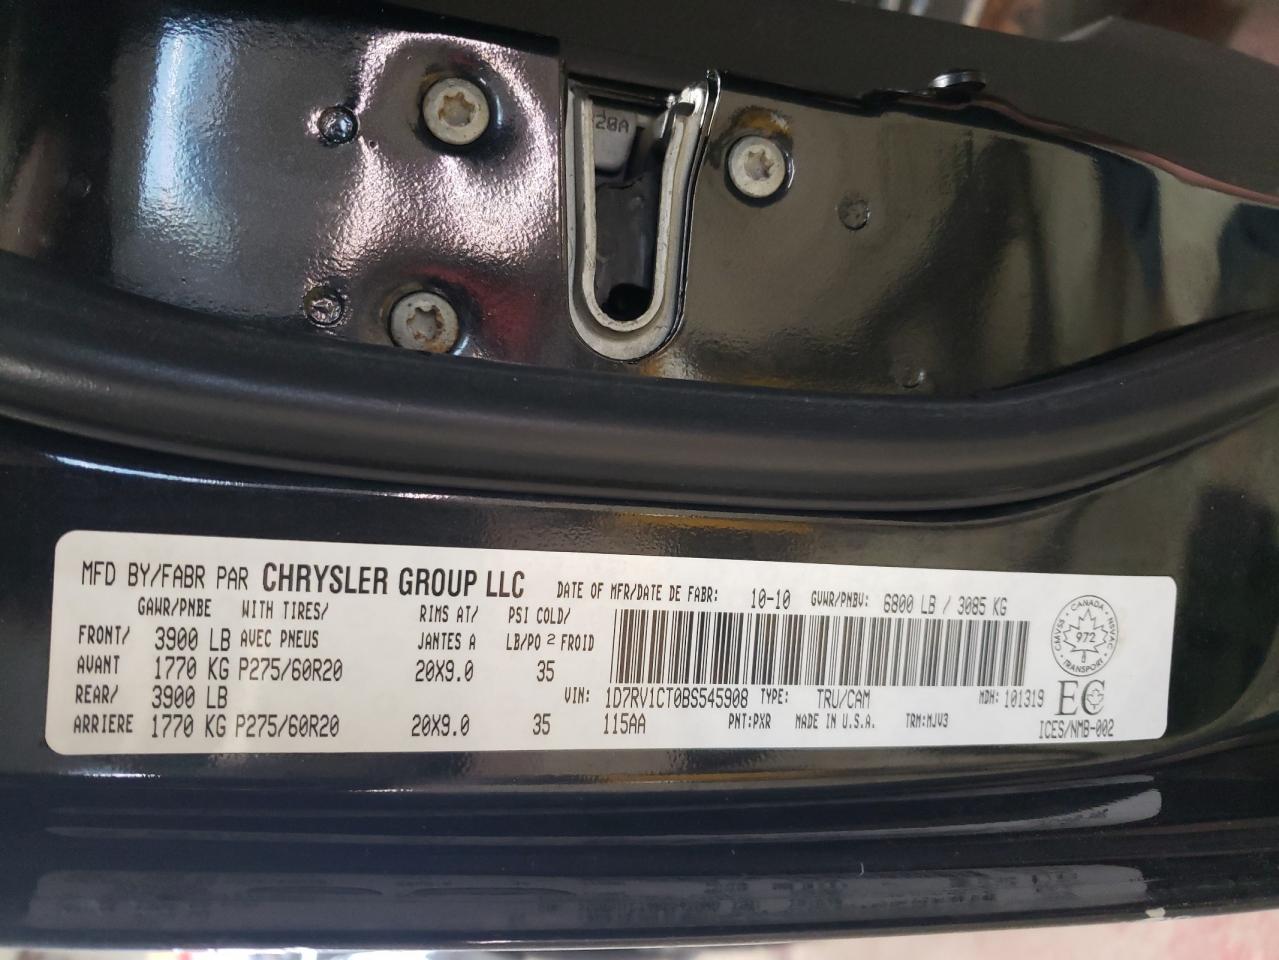 20A
MFD BY/FABR PAR CHRYSLER GROUP LLC DATE OF MFR/DATE DE FABR: 10-10 GVWR/PNBV: 6800 LB / 3085 KG
GAWR/PNBE WITH TIRES/ RIMS AT/ PSI COLD/
FRONT/ 3900 LB AVEC PNEUS JANTES A LB/PO 2 FROID
AVANT 1770 KG P275/60R20 20X9.0 35
REAR/ 3900 LB VIN: 1D7RV1CT0BS545908 TYPE: TRU/CAM MDH: 101319
ARRIERE 1770 KG P275/60R20 20X9.0 35 115AA PNT:PXR MADE IN U.S.A. TRM:MJV3
CANADA
CMVSS NSVAC
972
TRANSPORT
EC
ICES/NMB-002